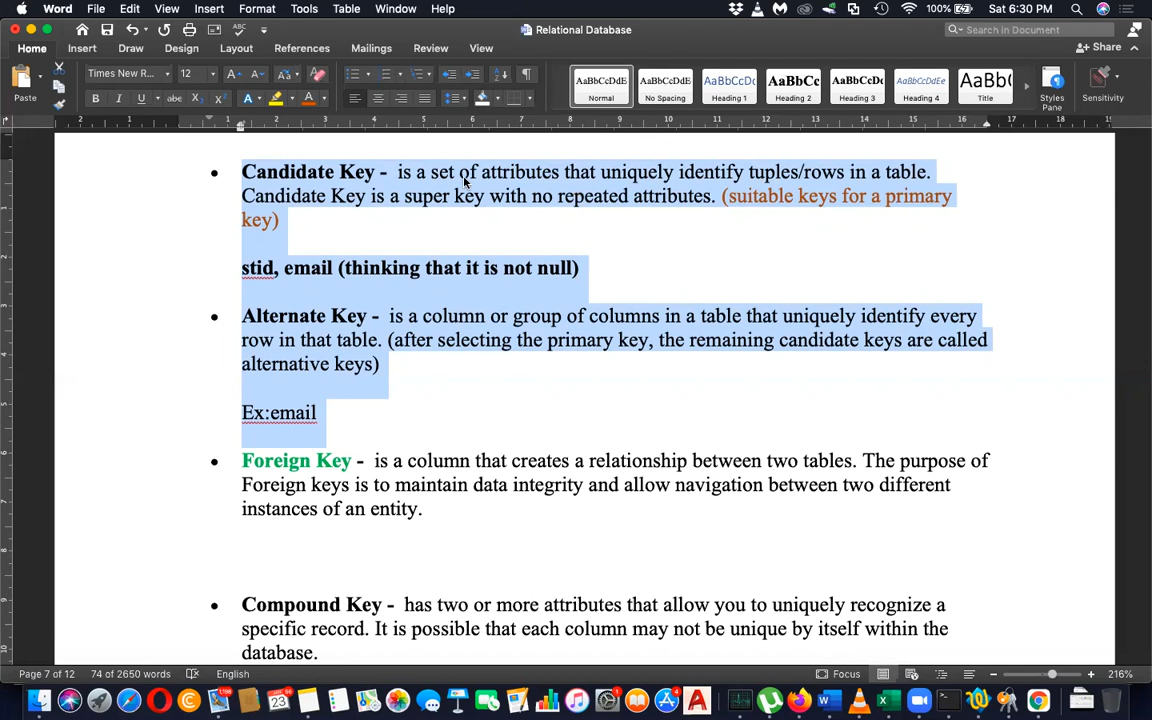 Word File Edit View Insert Format Tools Table Window Help 100% Sat 6:30 PM
Relational Database
Search in Document
Home Insert Draw Design Layout References Mailings Review View Share
Paste Times New R... 12 AaBbCcDdE AaBbCcDdE AaBbCcDc AaBbCc AaBbCcDc AaBbCcDdEe AaBb(
Normal No Spacing Heading 1 Heading 2 Heading 3 Heading 4 Title Styles Pane Sensitivity
• Candidate Key - is a set of attributes that uniquely identify tuples/rows in a table.
Candidate Key is a super key with no repeated attributes. (suitable keys for a primary
key)
stid, email (thinking that it is not null)
• Alternate Key - is a column or group of columns in a table that uniquely identify every
row in that table. (after selecting the primary key, the remaining candidate keys are called
alternative keys)
Ex:email
• Foreign Key - is a column that creates a relationship between two tables. The purpose of
Foreign keys is to maintain data integrity and allow navigation between two different
instances of an entity.
• Compound Key - has two or more attributes that allow you to uniquely recognize a
specific record. It is possible that each column may not be unique by itself within the
database.
Page 7 of 12 74 of 2650 words English Focus 216%